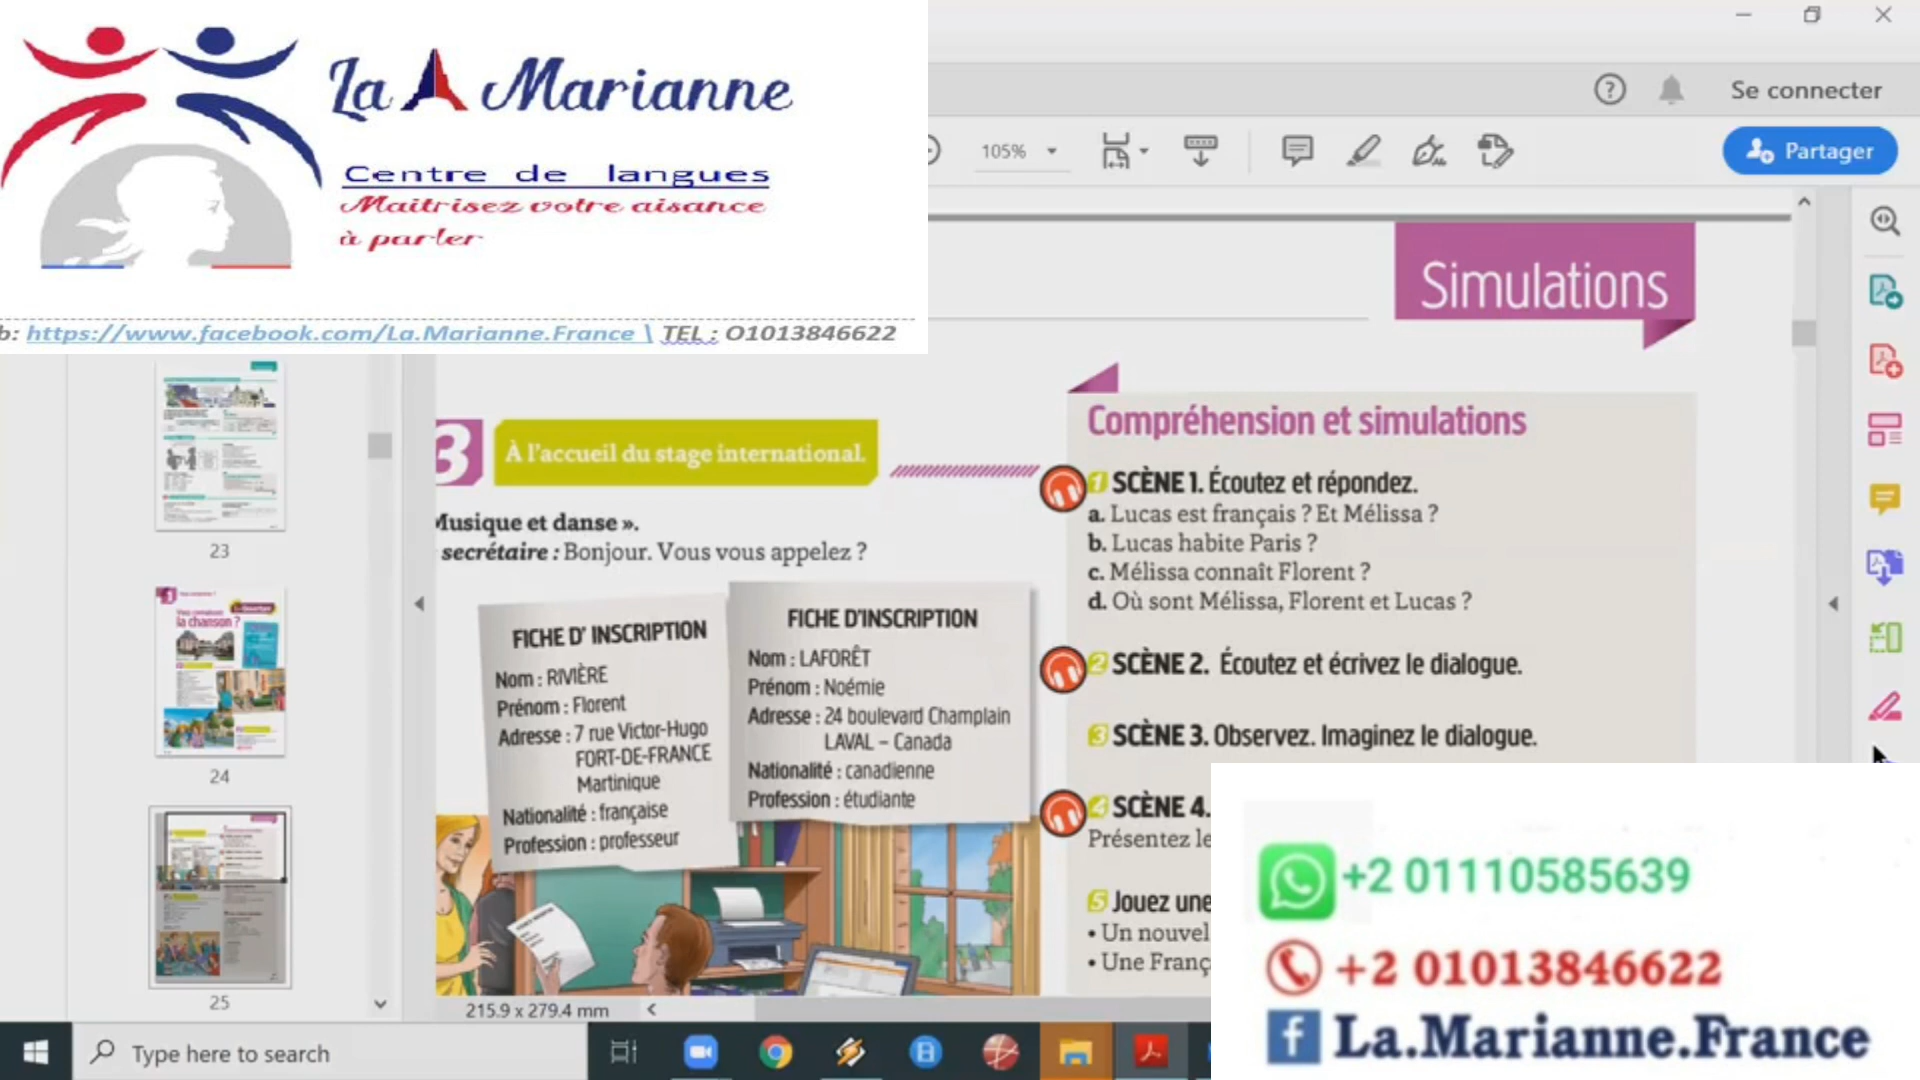 La Marianne
Centre de langues
Maitrisez votre aisance
à parler
b: https://www.facebook.com/La.Marianne.France \ TEL : O1013846622
Se connecter
105%
Partager
Simulations
23
24
25
3
À l'accueil du stage international.
Musique et danse ».
secrétaire : Bonjour. Vous vous appelez ?
FICHE D' INSCRIPTION
Nom : RIVIÈRE
Prénom : Florent
Adresse : 7 rue Victor-Hugo
FORT-DE-FRANCE
Martinique
Nationalité : française
Profession : professeur
FICHE D'INSCRIPTION
Nom : LAFORÊT
Prénom : Noémie
Adresse : 24 boulevard Champlain
LAVAL – Canada
Nationalité : canadienne
Profession : étudiante
Compréhension et simulations
1 SCÈNE 1. Écoutez et répondez.
a. Lucas est français ? Et Mélissa ?
b. Lucas habite Paris ?
c. Mélissa connaît Florent ?
d. Où sont Mélissa, Florent et Lucas ?
2 SCÈNE 2. Écoutez et écrivez le dialogue.
3 SCÈNE 3. Observez. Imaginez le dialogue.
4 SCÈNE 4.
Présentez le
5 Jouez une
• Un nouvel
• Une Franç
215.9 x 279.4 mm
Type here to search
+2 01110585639
+2 01013846622
La.Marianne.France